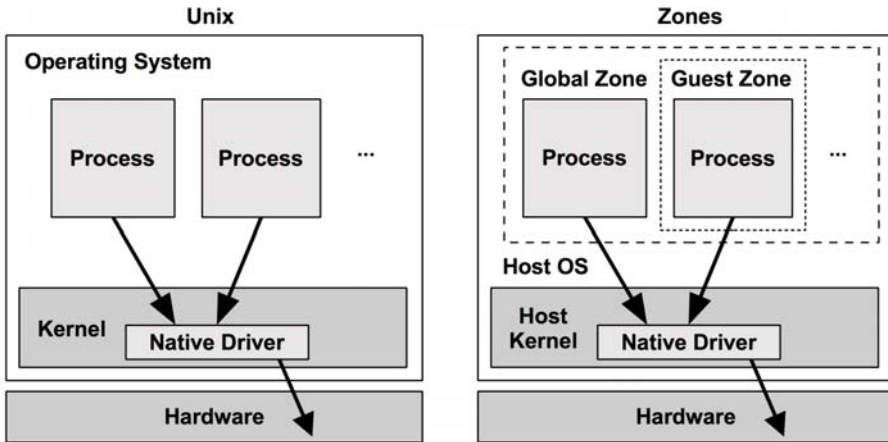 Unix
Operating System
Process
Process
...
Kernel
Native Driver
Hardware
Zones
Global Zone
Guest Zone
Process
Process
...
Host OS
Host
Kernel
Native Driver
Hardware